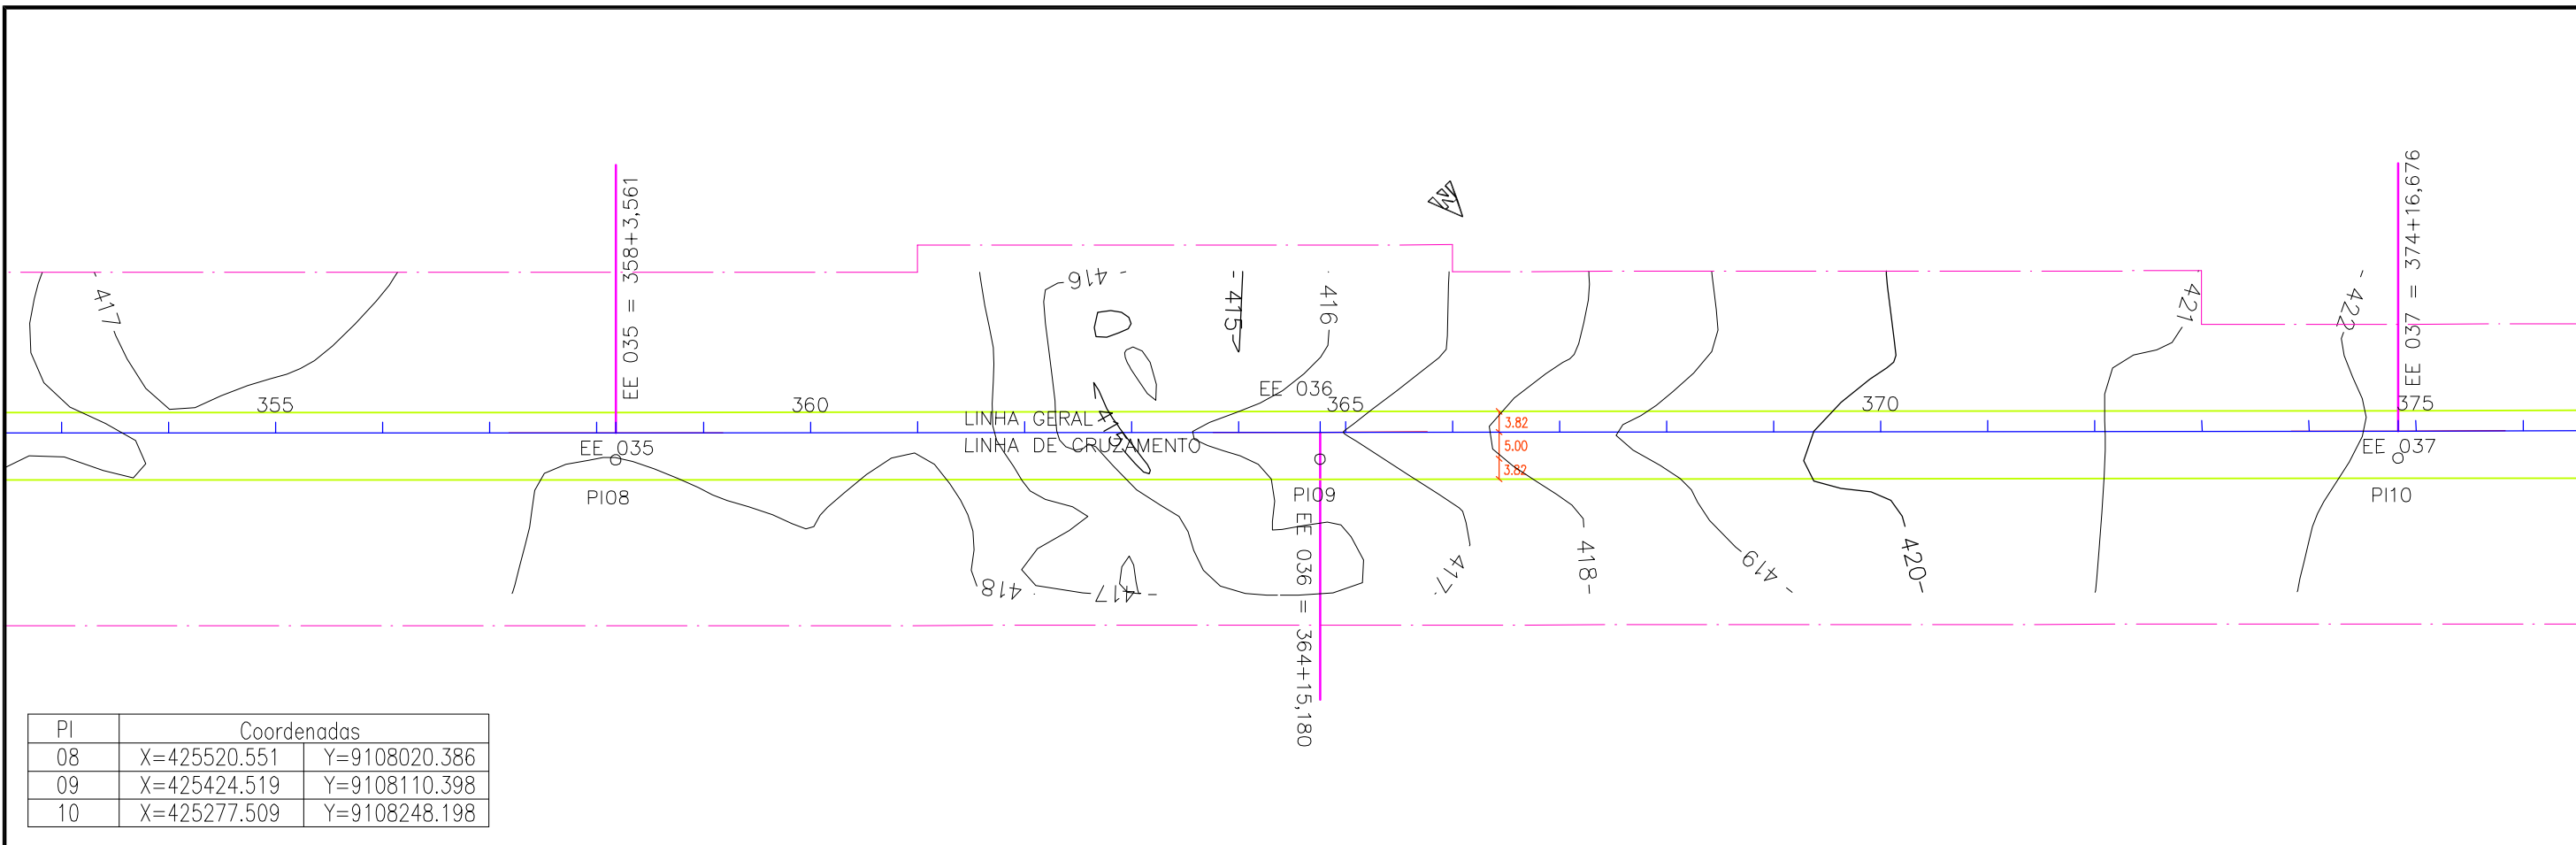 EE 035 = 358+3,561
EE 037 = 374+16,676
417
416
415
416
421
422
EE 036
355
360
365
370
375
LINHA GERAL
415
LINHA DE CRUZAMENTO
3.82
5.00
3.82
EE 035
EE 037
PI08
PI09
PI10
EE 036 = 364+15,180
418
417
417
418
419
420
PI Coordenadas
08 X=425520.551 Y=9108020.386
09 X=425424.519 Y=9108110.398
10 X=425277.509 Y=9108248.198